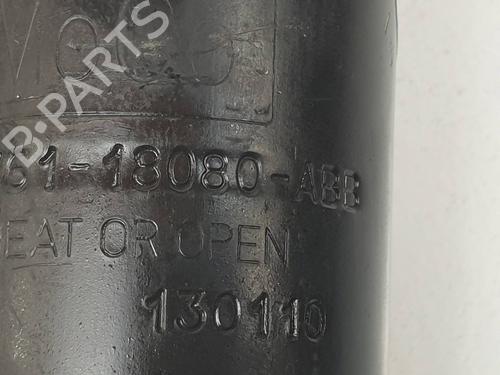 B-PARTS
61-18080-ABB
EAT OR OPEN
130110